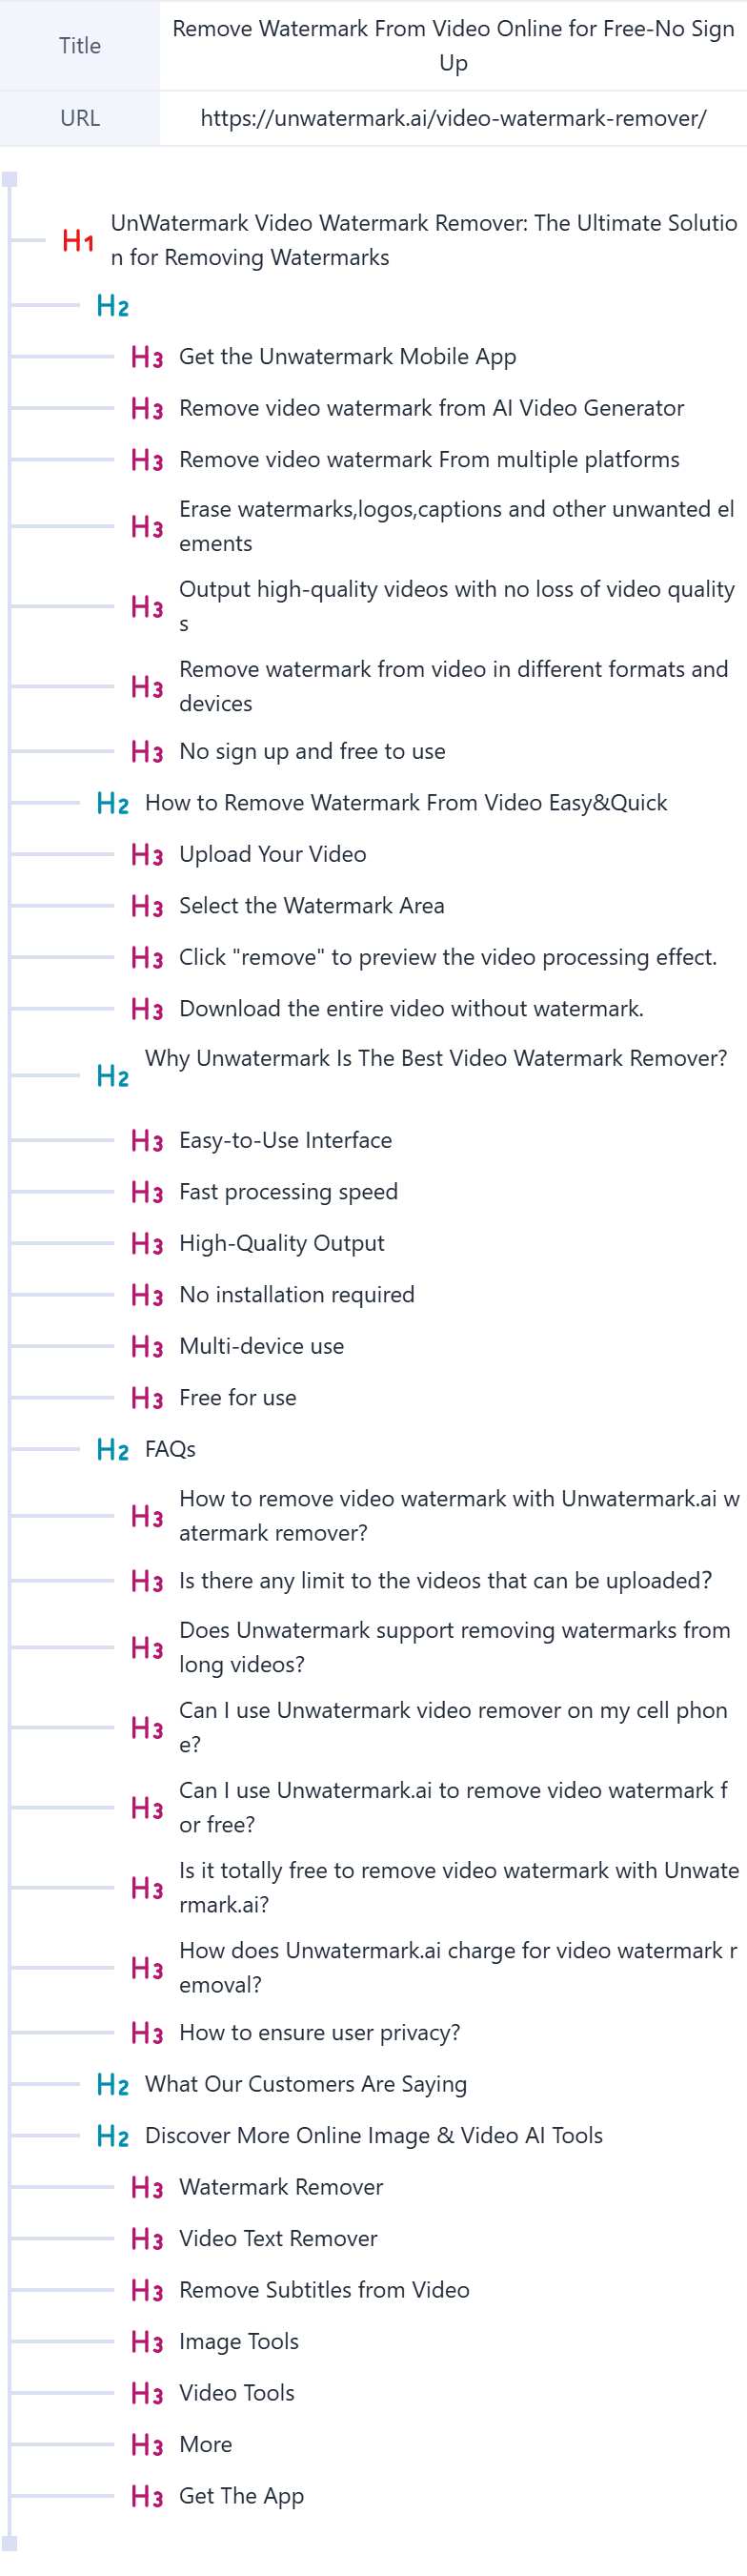 Title
Remove Watermark From Video Online for Free-No Sign
Up
URL
https://unwatermark.ai/video-watermark-remover/
H1 UnWatermark Video Watermark Remover: The Ultimate Solutio
n for Removing Watermarks
H2
H3 Get the Unwatermark Mobile App
H3 Remove video watermark from AI Video Generator
H3 Remove video watermark From multiple platforms
H3 Erase watermarks,logos,captions and other unwanted el
ements
H3 Output high-quality videos with no loss of video quality
s
H3 Remove watermark from video in different formats and
devices
H3 No sign up and free to use
H2 How to Remove Watermark From Video Easy&Quick
H3 Upload Your Video
H3 Select the Watermark Area
H3 Click "remove" to preview the video processing effect.
H3 Download the entire video without watermark.
H2 Why Unwatermark Is The Best Video Watermark Remover?
H3 Easy-to-Use Interface
H3 Fast processing speed
H3 High-Quality Output
H3 No installation required
H3 Multi-device use
H3 Free for use
H2 FAQs
H3 How to remove video watermark with Unwatermark.ai w
atermark remover?
H3 Is there any limit to the videos that can be uploaded?
H3 Does Unwatermark support removing watermarks from
long videos?
H3 Can I use Unwatermark video remover on my cell phon
e?
H3 Can I use Unwatermark.ai to remove video watermark f
or free?
H3 Is it totally free to remove video watermark with Unwate
rmark.ai?
H3 How does Unwatermark.ai charge for video watermark r
emoval?
H3 How to ensure user privacy?
H2 What Our Customers Are Saying
H2 Discover More Online Image & Video AI Tools
H3 Watermark Remover
H3 Video Text Remover
H3 Remove Subtitles from Video
H3 Image Tools
H3 Video Tools
H3 More
H3 Get The App